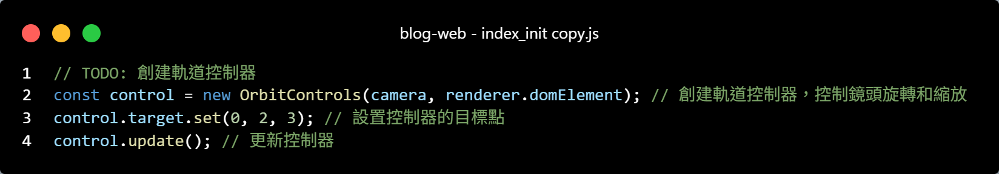 blog-web - index_init copy.js
1 // TODO: 創建軌道控制器
2 const control = new OrbitControls(camera, renderer.domElement); // 創建軌道控制器，控制鏡頭旋轉和縮放
3 control.target.set(0, 2, 3); // 設置控制器的目標點
4 control.update(); // 更新控制器